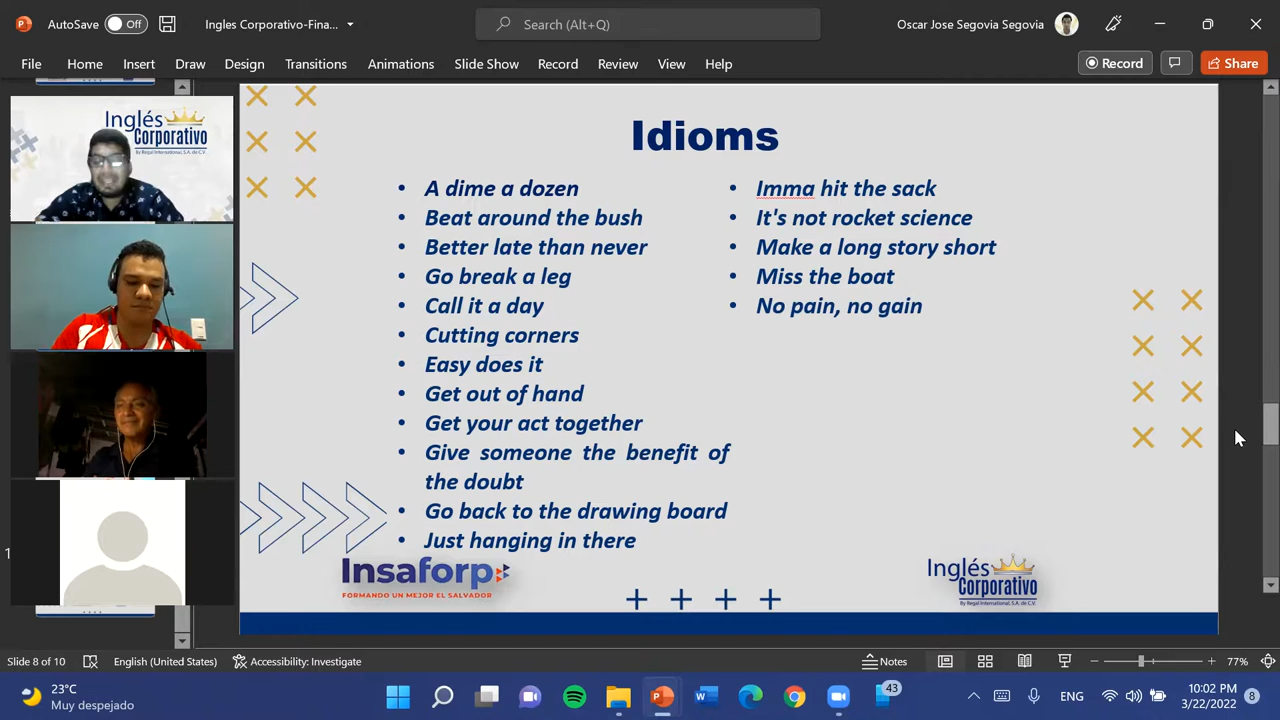 AutoSave
Off
Ingles Corporativo-Fina...
Search (Alt+Q)
Oscar Jose Segovia Segovia
File
Home
Insert
Draw
Design
Transitions
Animations
Slide Show
Record
Review
View
Help
Record
Share
Inglés
Corporativo
By Regal International, S.A. de C.V.
Idioms
• A dime a dozen
• Beat around the bush
• Better late than never
• Go break a leg
• Call it a day
• Cutting corners
• Easy does it
• Get out of hand
• Get your act together
• Give someone the benefit of
the doubt
• Go back to the drawing board
• Just hanging in there
• Imma hit the sack
• It's not rocket science
• Make a long story short
• Miss the boat
• No pain, no gain
Insaforp
FORMANDO UN MEJOR EL SALVADOR
Inglés
Corporativo
By Regal International, S.A. de C.V.
1
Slide 8 of 10
English (United States)
Accessibility: Investigate
Notes
77%
23°C
Muy despejado
43
ENG
10:02 PM
3/22/2022
8